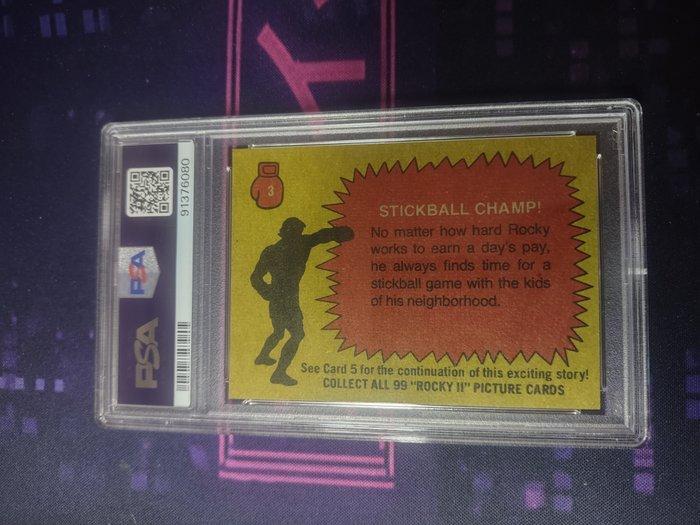 3
STICKBALL CHAMP!
No matter how hard Rocky
works to earn a day's pay,
he always finds time for a
stickball game with the kids
of his neighborhood.
See Card 5 for the continuation of this exciting story!
COLLECT ALL 99 "ROCKY II" PICTURE CARDS
91376080
PSA
PSA